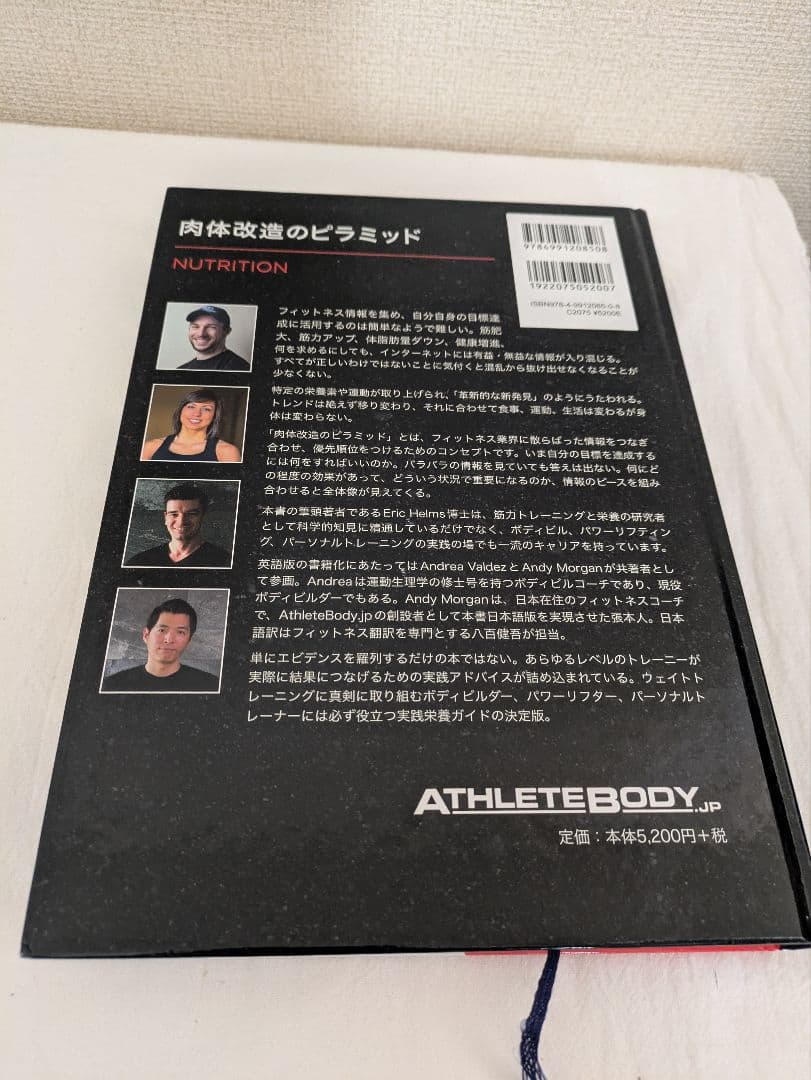 肉体改造のピラミッド
NUTRITION
9784991208508
1922075052007
ISBN978-4-9912085-0-8
C2075 ¥5200E
フィットネス情報を集め、自分自身の目標達
成に活用するのは簡単なようで難しい。筋肥
大、筋力アップ、体脂肪量ダウン、健康増進、
何を求めるにしても、インターネットには有益・無益な情報が入り混じる。
すべてが正しいわけではないことに気付くと混乱から抜け出せなくなることが
少なくない。
特定の栄養素や運動が取り上げられ、「革新的な新発見」のようにうたわれる。
トレンドは絶えず移り変わり、それに合わせて食事、運動、生活は変わるが身
体は変わらない。
「肉体改造のピラミッド」とは、フィットネス業界に散らばった情報をつなぎ
合わせ、優先順位をつけるためのコンセプトです。いま自分の目標を達成する
には何をすればいいのか。バラバラの情報を見ていても答えは出ない。何にど
の程度の効果があって、どういう状況で重要になるのか、情報のピースを組み
合わせると全体像が見えてくる。
本書の筆頭著者であるEric Helms博士は、筋力トレーニングと栄養の研究者
として科学的知見に精通しているだけでなく、ボディビル、パワーリフティン
グ、パーソナルトレーニングの実践の場でも一流のキャリアを持っています。
英語版の書籍化にあたってはAndrea ValdezとAndy Morganが共著者とし
て参画。Andreaは運動生理学の修士号を持つボディビルコーチであり、現役
ボディビルダーでもある。Andy Morganは、日本在住のフィットネスコーチ
で、AthleteBody.jpの創設者として本書日本語版を実現させた張本人。日本
語訳はフィットネス翻訳を専門とする八百健吾が担当。
単にエビデンスを羅列するだけの本ではない。あらゆるレベルのトレーニーが
実際に結果につなげるための実践アドバイスが詰め込まれている。ウェイトト
レーニングに真剣に取り組むボディビルダー、パワーリフター、パーソナルト
レーナーには必ず役立つ実践栄養ガイドの決定版。
ATHLETEBODY.JP
定価：本体5,200円＋税